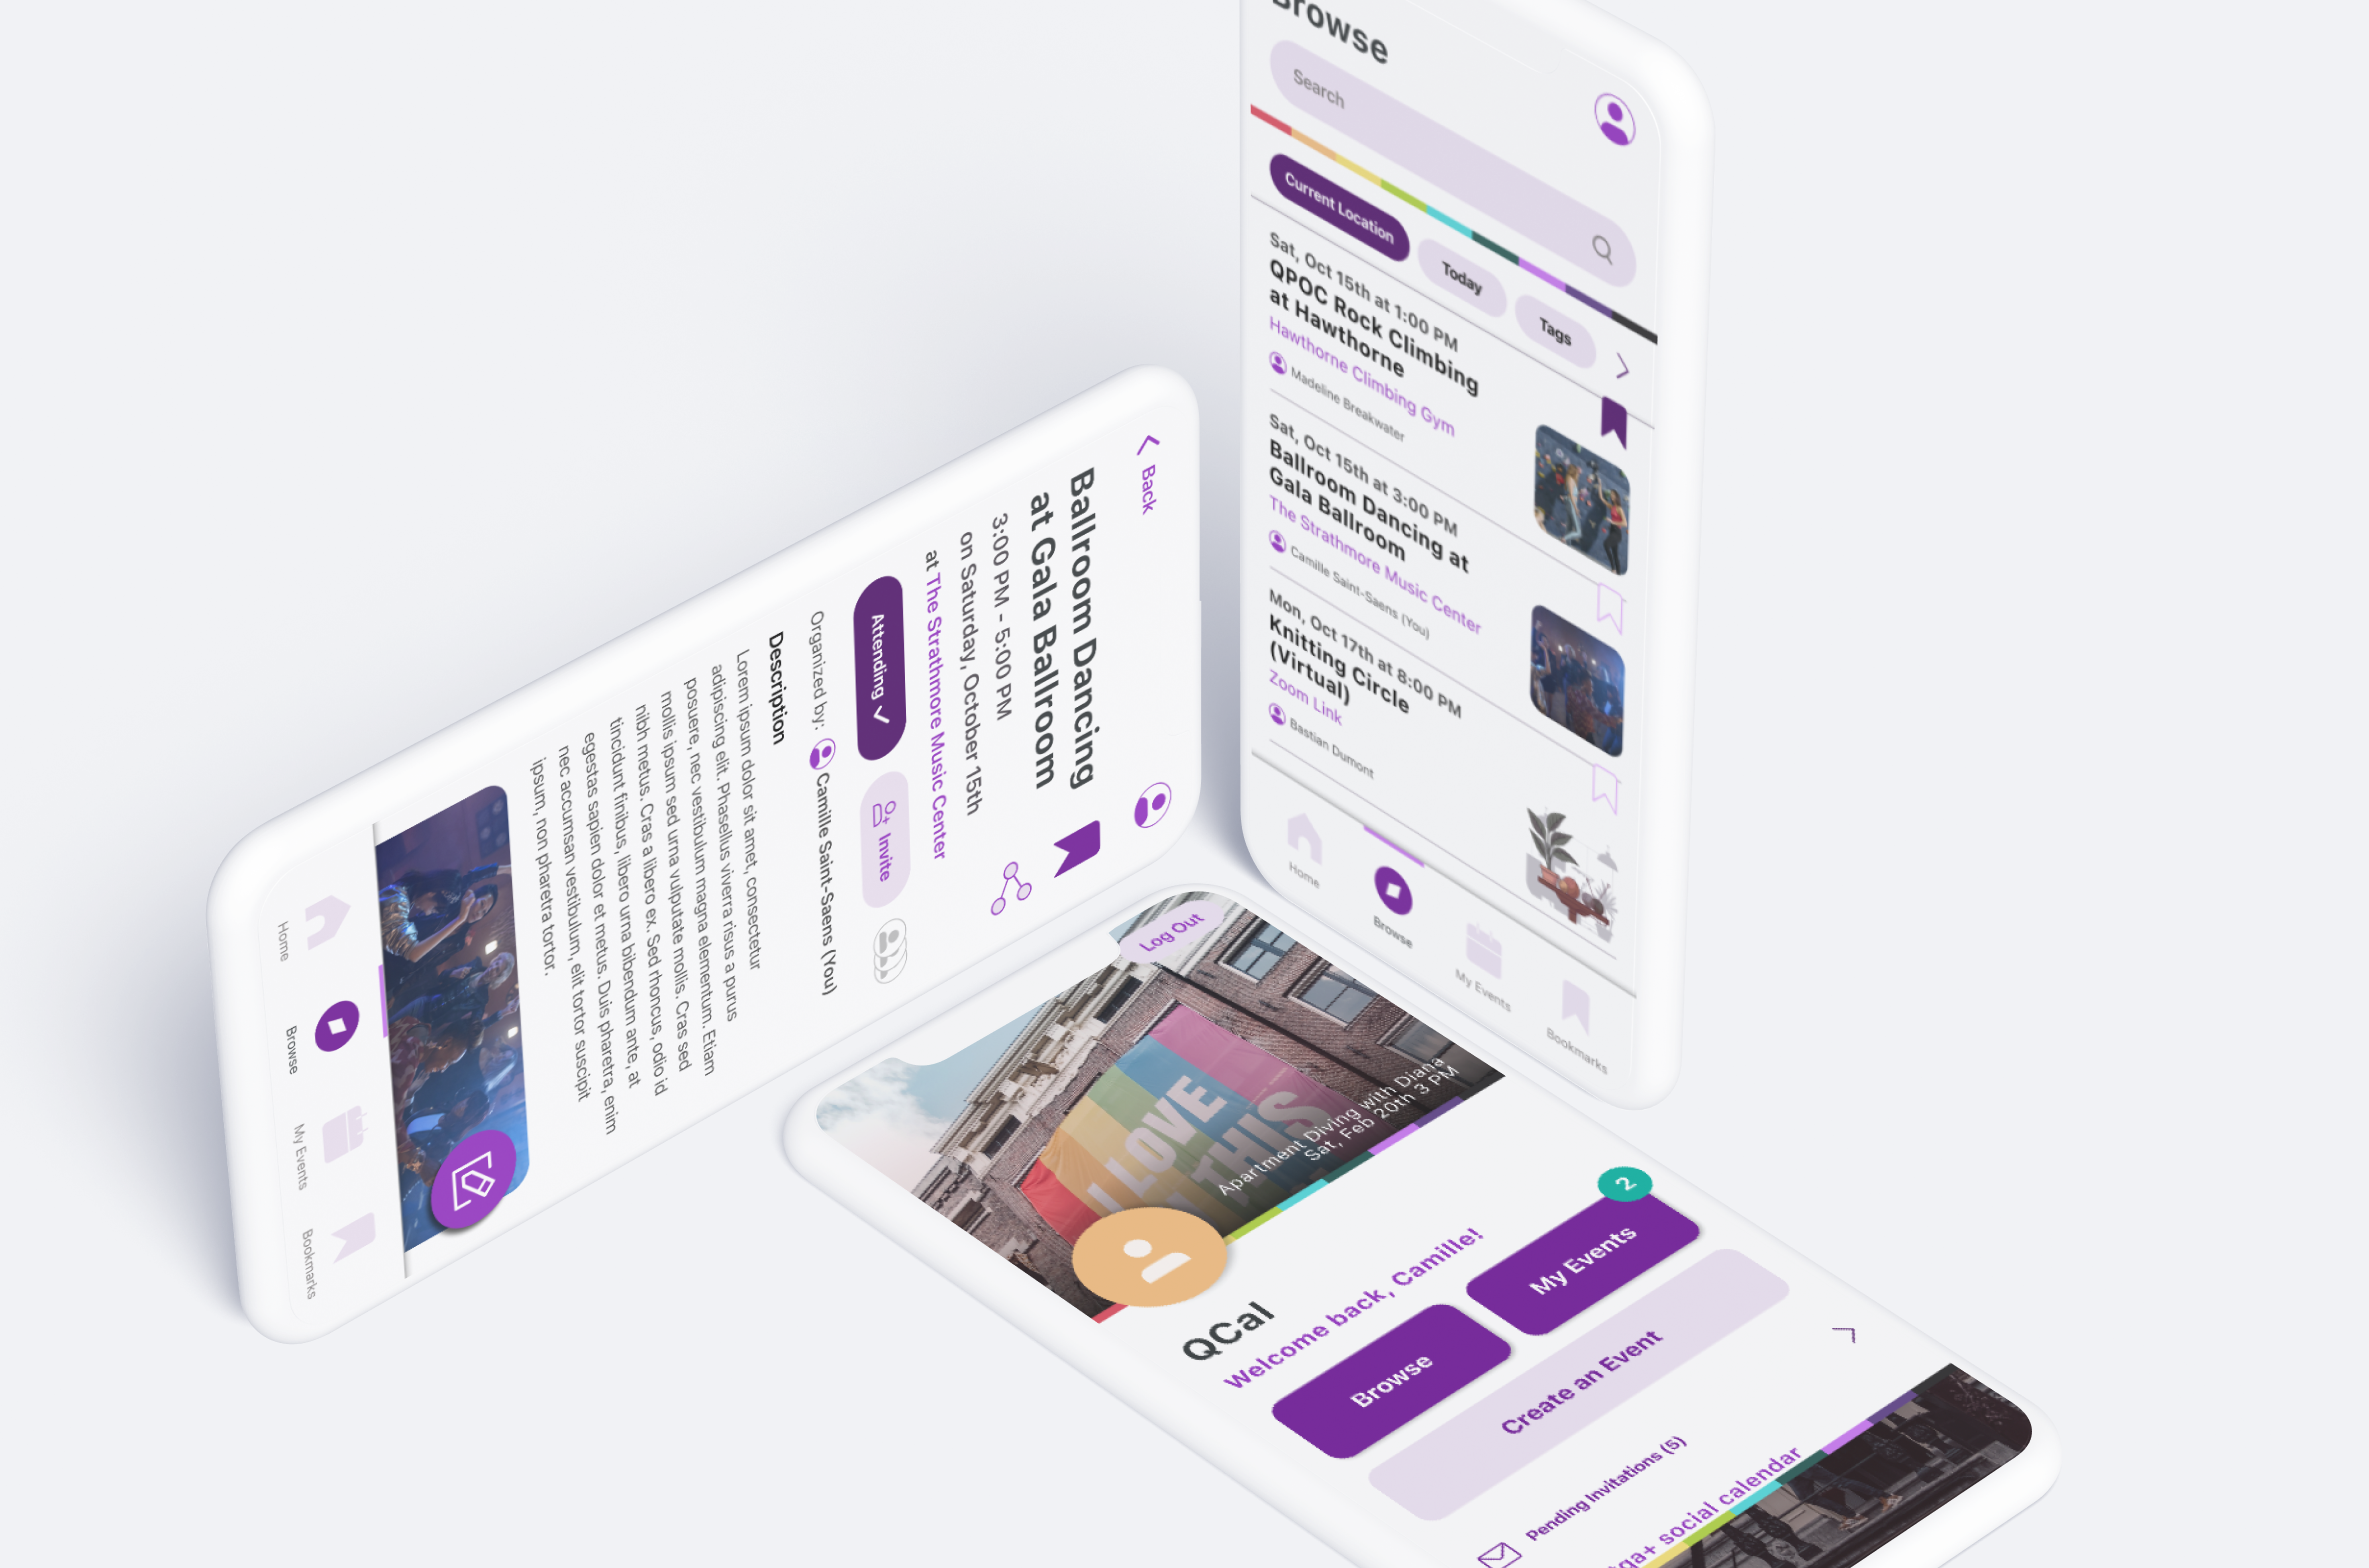 Back
Ballroom Dancing
at Gala Ballroom
3:00 PM - 5:00 PM
on Saturday, October 15th
at The Strathmore Music Center
Attending
Invite
Organized by: Camille Saint-Saens (You)
Description
Lorem ipsum dolor sit amet, consectetur
adipiscing elit. Phasellus viverra risus a purus
posuere, nec vestibulum magna elementum. Etiam
mollis ipsum sed urna vulputate mollis. Cras sed
nibh metus. Cras a libero ex. Sed rhoncus, odio id
tincidunt finibus, libero urna bibendum ante, at
egestas sapien dolor et metus. Duis pharetra, enim
nec accumsan vestibulum, elit tortor suscipit
ipsum, non pharetra tortor.
Home
Browse
My Events
Bookmarks
Browse
Search
Current Location
Today
Tags
Sat, Oct 15th at 1:00 PM
QPOC Rock Climbing
at Hawthorne
Hawthorne Climbing Gym
Madeline Breakwater
Sat, Oct 15th at 3:00 PM
Ballroom Dancing at
Gala Ballroom
The Strathmore Music Center
Camille Saint-Saens (You)
Mon, Oct 17th at 8:00 PM
Knitting Circle
(Virtual)
Zoom Link
Bastian Dumont
Home
Browse
My Events
Bookmarks
Log Out
I LOVE
THIS
Apartment Diving with Diana
Sat, Feb 20th 3 PM
QCal
Welcome back, Camille!
Browse
My Events
2
Create an Event
Pending Invitations (5)
social calendar